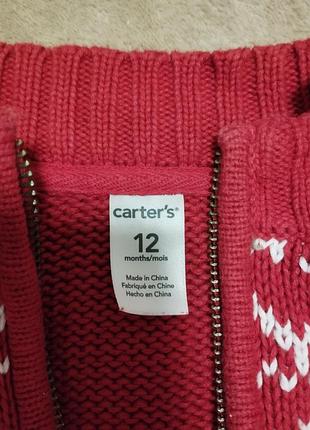 carter's®
12
months/mois
Made in China
Fabriqué en Chine
Hecho en China